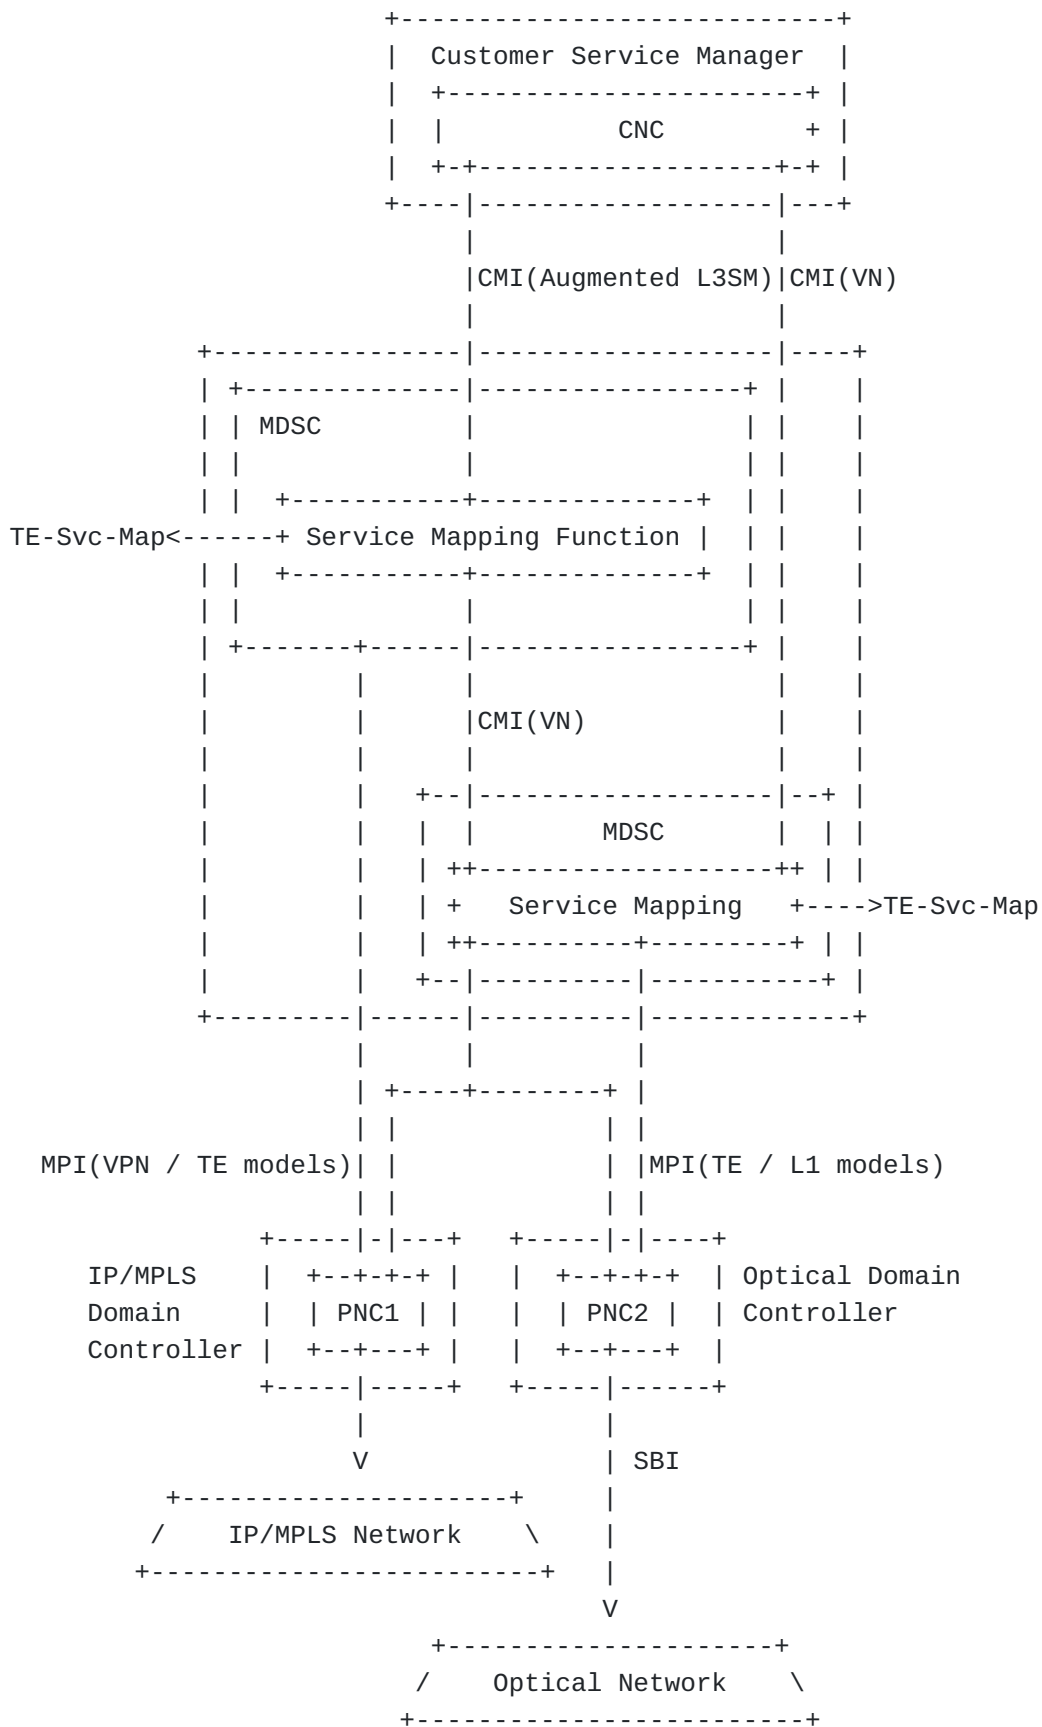 Customer Service Manager
CNC
CMI(Augmented L3SM) CMI(VN)
MDSC
TE-Svc-Map Service Mapping Function
CMI(VN)
MDSC
Service Mapping TE-Svc-Map
MPI(VPN / TE models) MPI(TE / L1 models)
IP/MPLS Optical Domain
Domain PNC1 PNC2 Controller
Controller
V SBI
IP/MPLS Network
V
Optical Network